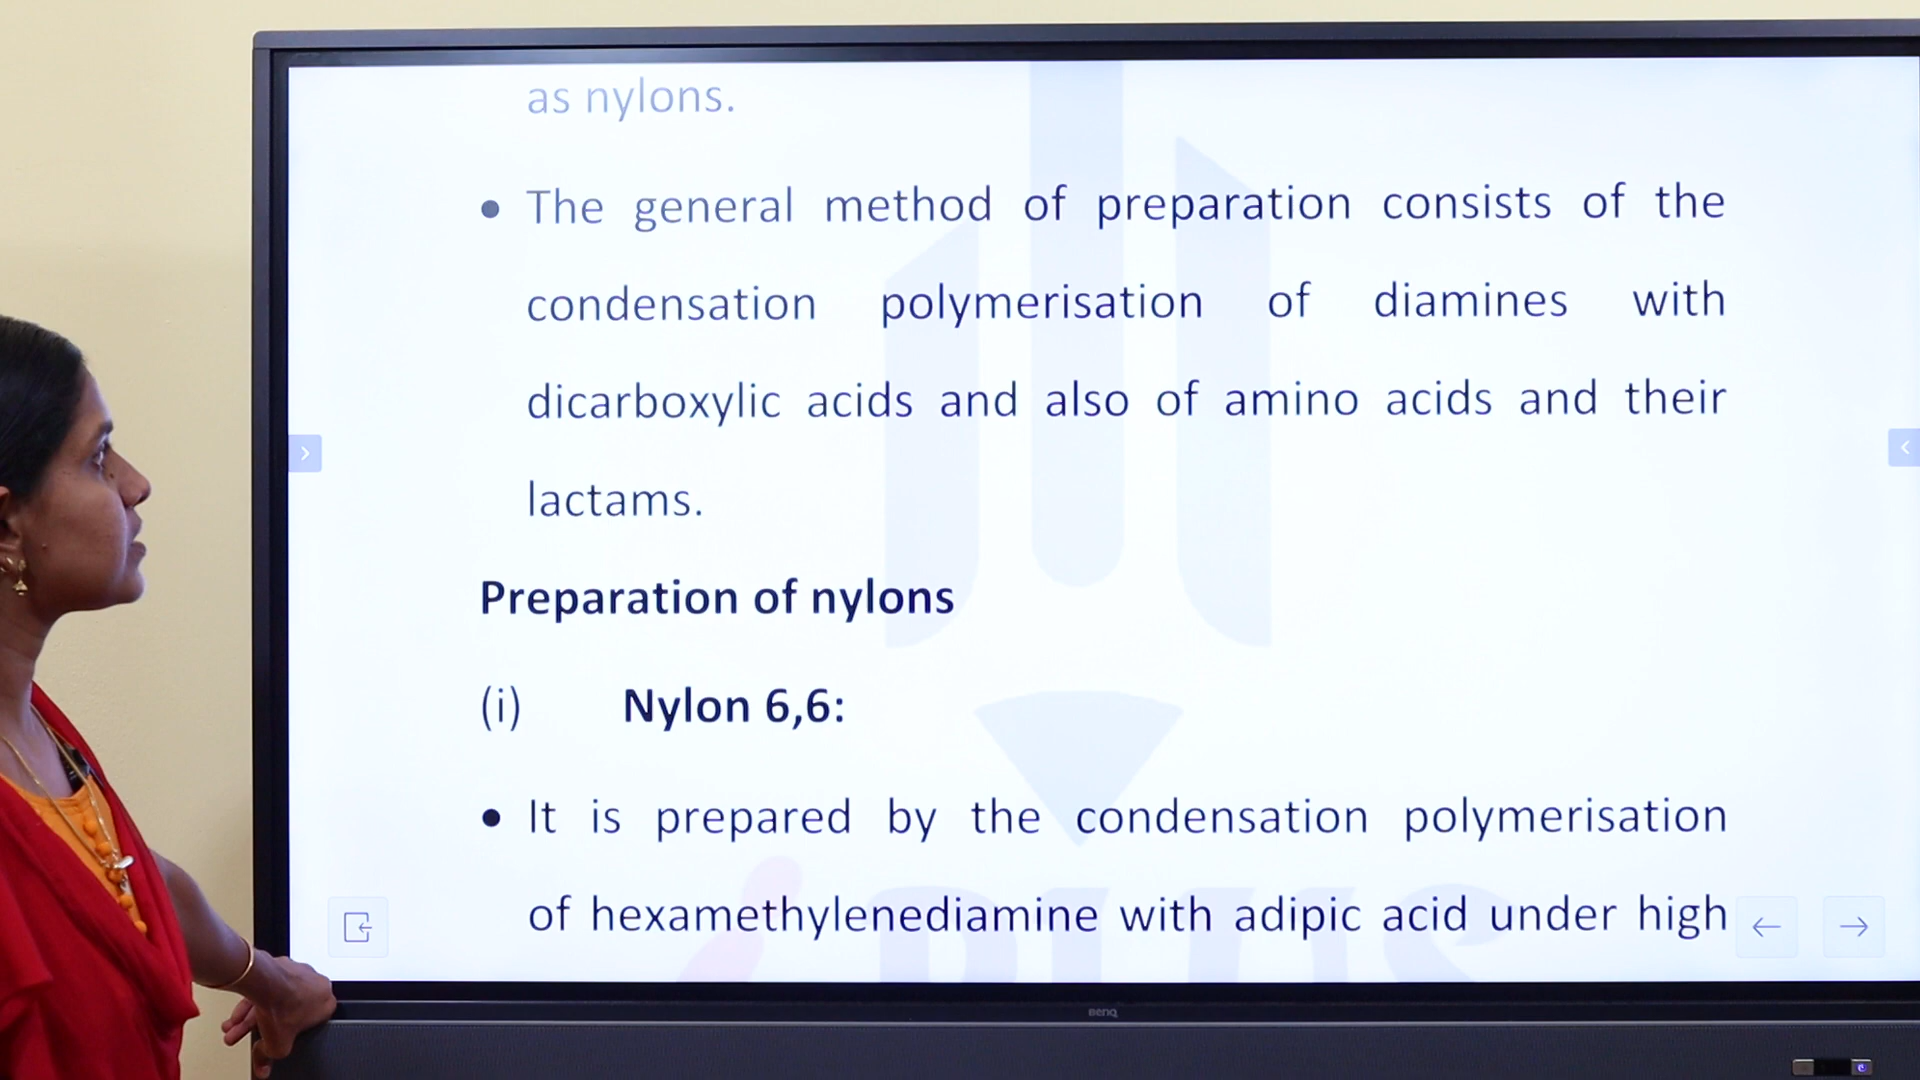 as nylons.
• The general method of preparation consists of the
condensation polymerisation of diamines with
dicarboxylic acids and also of amino acids and their
lactams.
Preparation of nylons
(i) Nylon 6,6:
• It is prepared by the condensation polymerisation
of hexamethylenediamine with adipic acid under high
BenQ